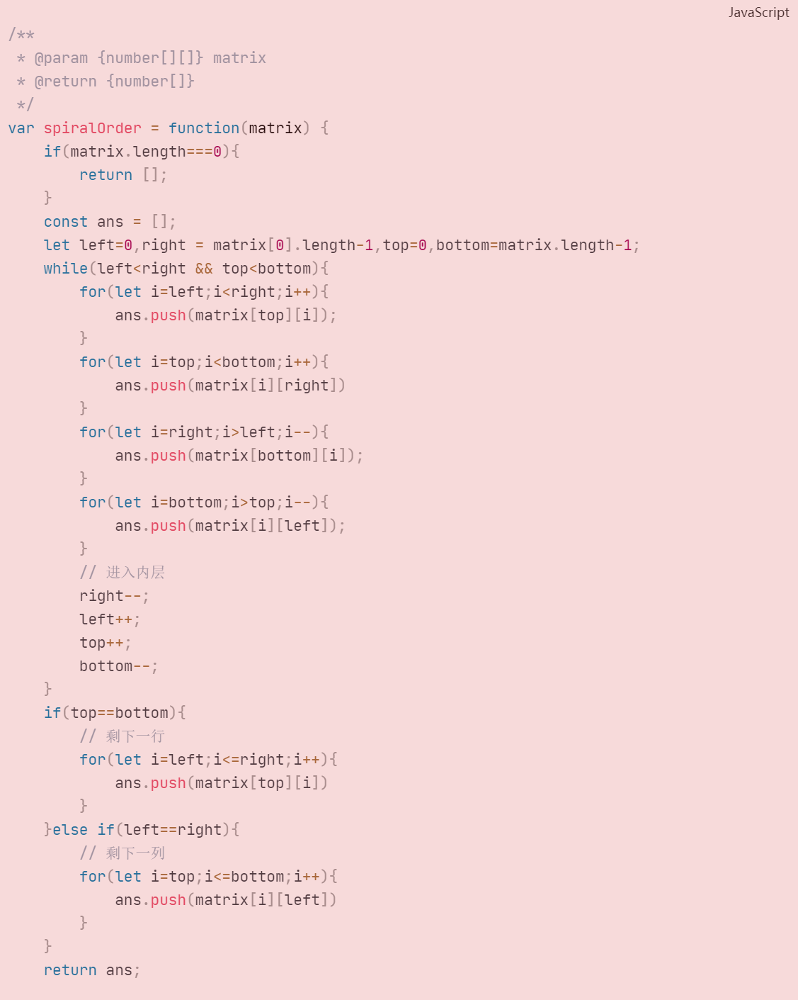 JavaScript
/**
 * @param {number[][]} matrix
 * @return {number[]}
 */
var spiralOrder = function(matrix) {
    if(matrix.length===0){
        return [];
    }
    const ans = [];
    let left=0,right = matrix[0].length-1,top=0,bottom=matrix.length-1;
    while(left<right && top<bottom){
        for(let i=left;i<right;i++){
            ans.push(matrix[top][i]);
        }
        for(let i=top;i<bottom;i++){
            ans.push(matrix[i][right])
        }
        for(let i=right;i>left;i--){
            ans.push(matrix[bottom][i]);
        }
        for(let i=bottom;i>top;i--){
            ans.push(matrix[i][left]);
        }
        // 进入内层
        right--;
        left++;
        top++;
        bottom--;
    }
    if(top==bottom){
        // 剩下一行
        for(let i=left;i<=right;i++){
            ans.push(matrix[top][i])
        }
    }else if(left==right){
        // 剩下一列
        for(let i=top;i<=bottom;i++){
            ans.push(matrix[i][left])
        }
    }
    return ans;